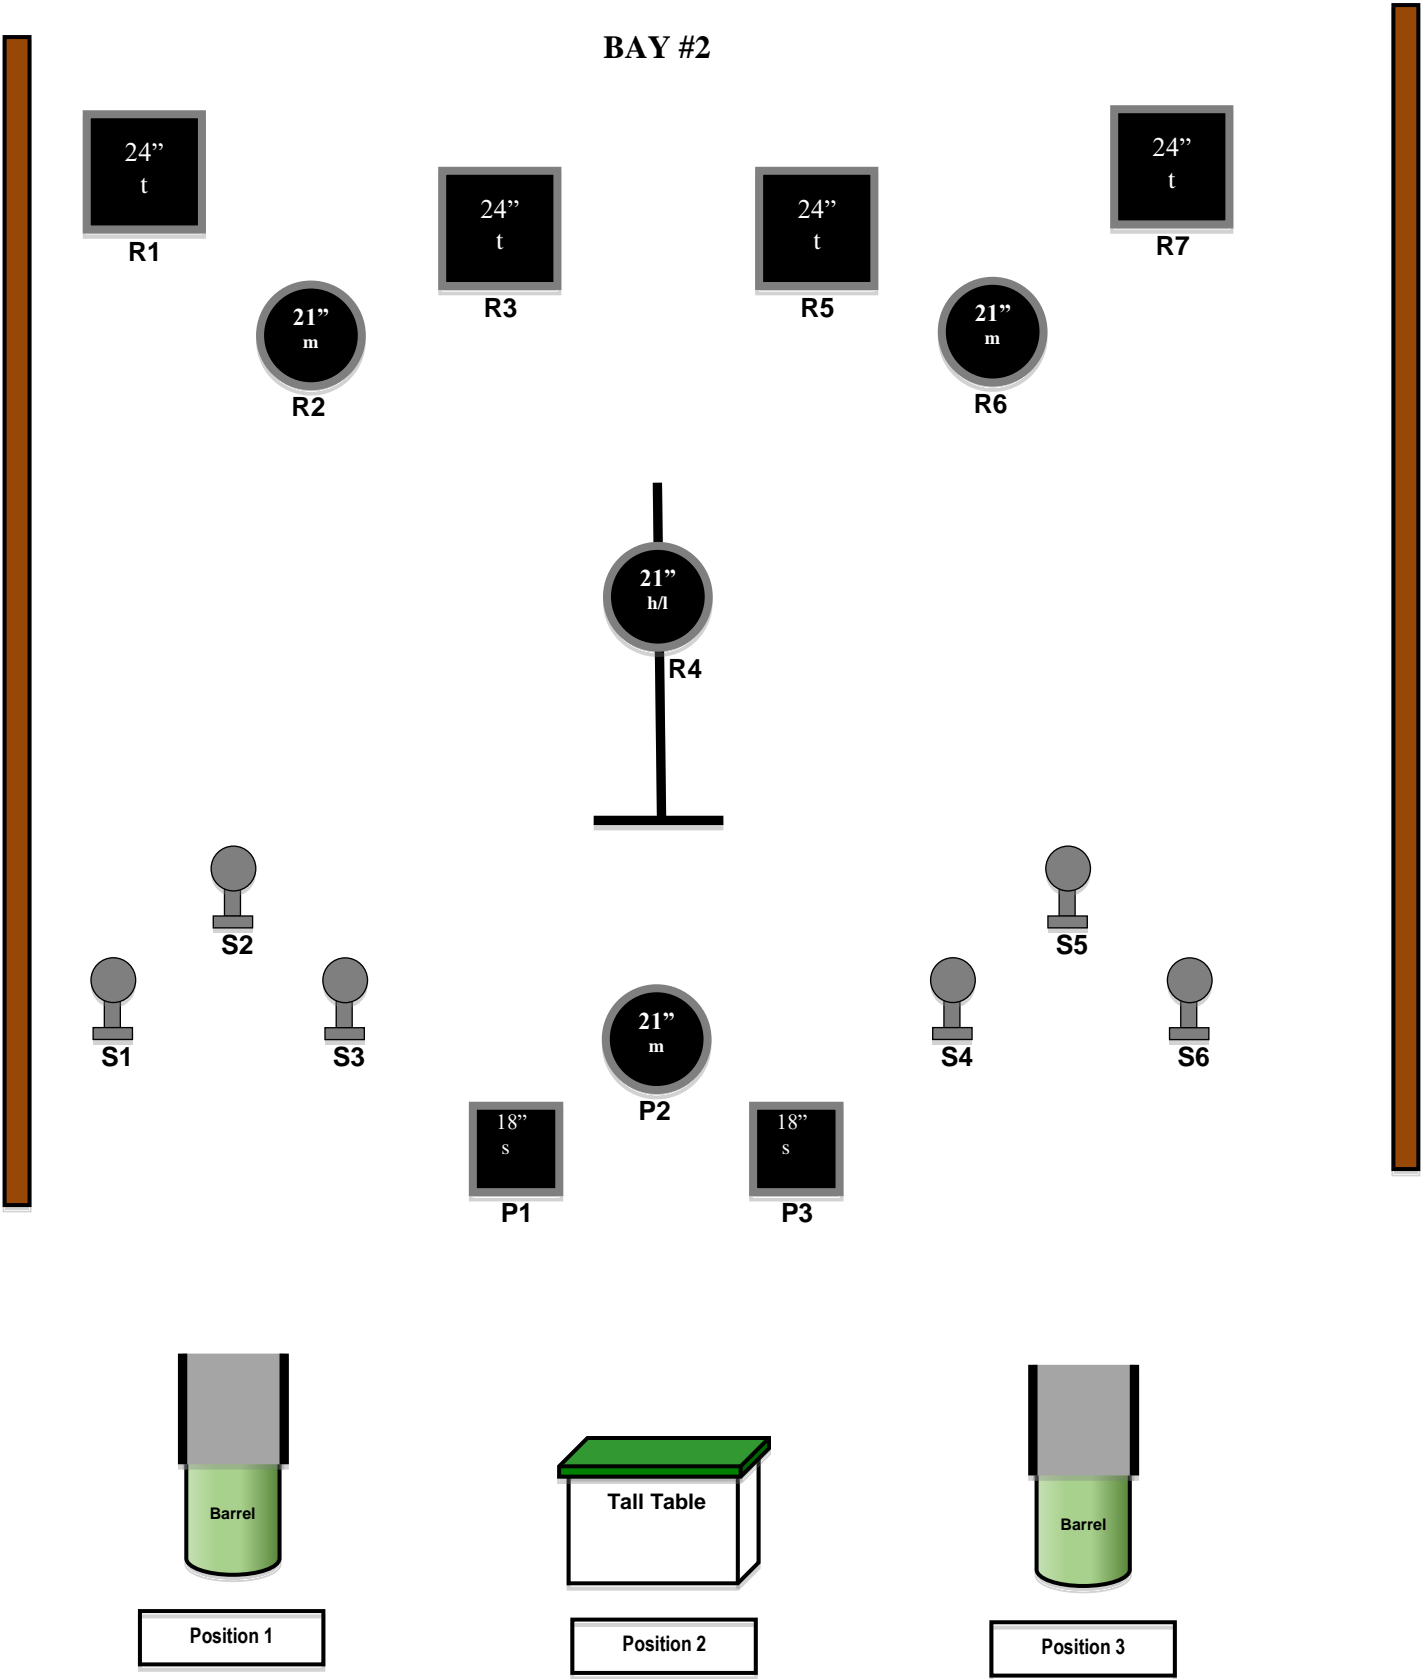 BAY #2
24”
t
R1
24”
t
R3
24”
t
R5
24”
t
R7
21”
m
R2
21”
m
R6
21”
h/l
R4
S2
S5
S1
S3
S4
S6
21”
m
P2
18”
s
P1
18”
s
P3
Barrel
Tall Table
Barrel
Position 1
Position 2
Position 3